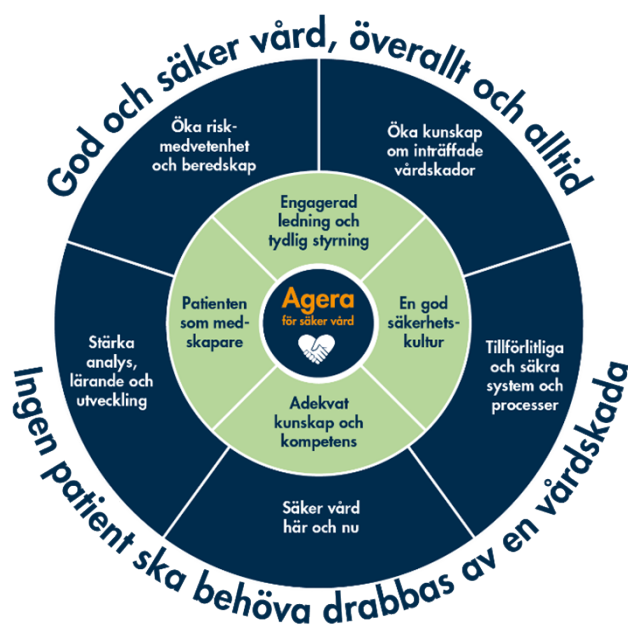 God och säker vård, överallt och alltid
Öka risk-
medvetenhet
och beredskap
Öka kunskap
om inträffade
vårdskador
Engagerad
ledning och
tydlig styrning
Patienten
som med-
skapare
Agera
för säker vård
En god
säkerhets-
kultur
Stärka
analys,
lärande och
utveckling
Tillförlitliga
och säkra
system och
processer
Adekvat
kunskap och
kompetens
Säker vård
här och nu
Ingen patient ska behöva drabbas av en vårdskada